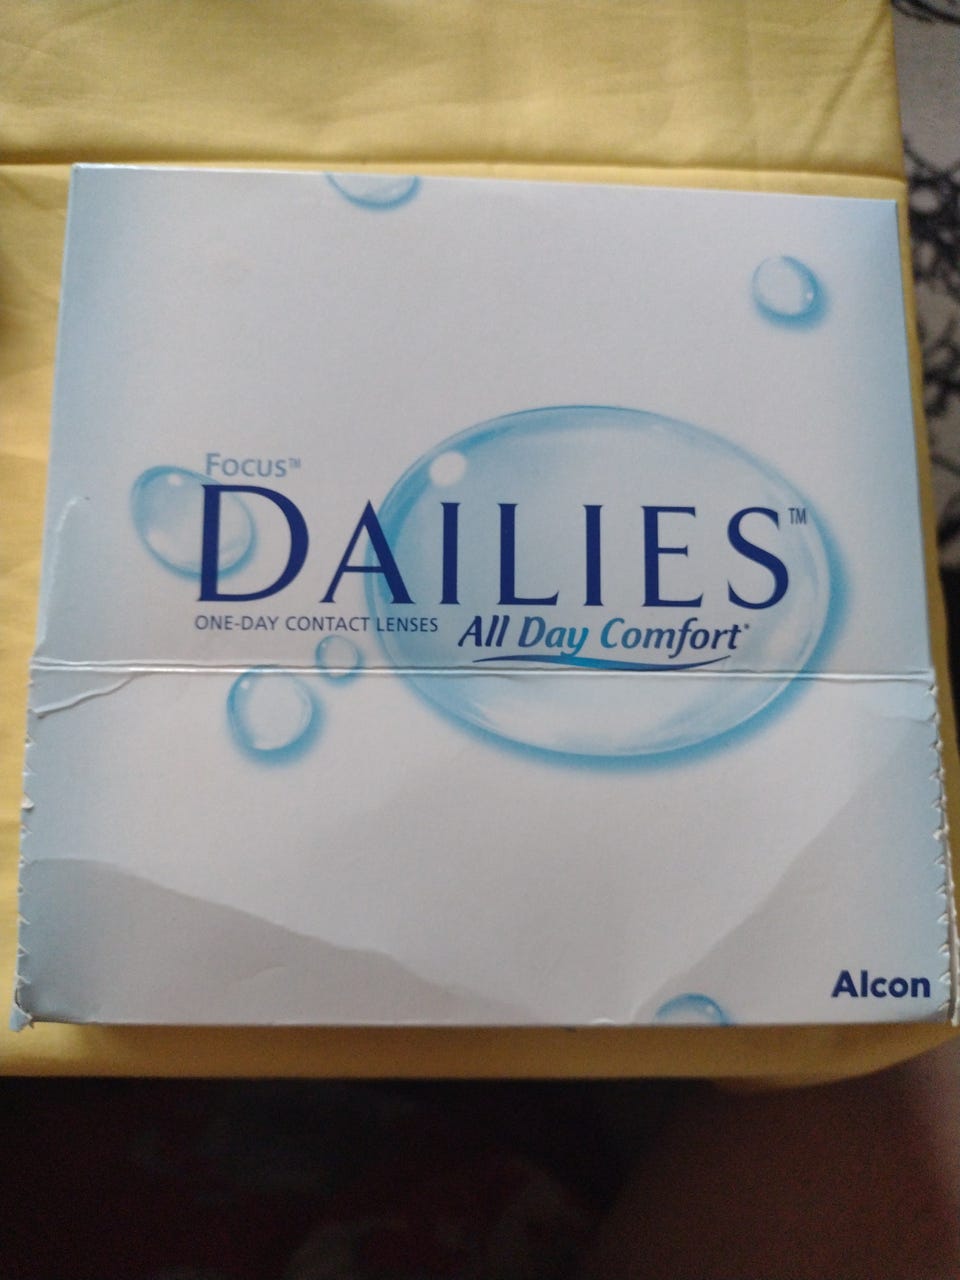 Focus™
DAILIES™
ONE-DAY CONTACT LENSES
All Day Comfort*
Alcon